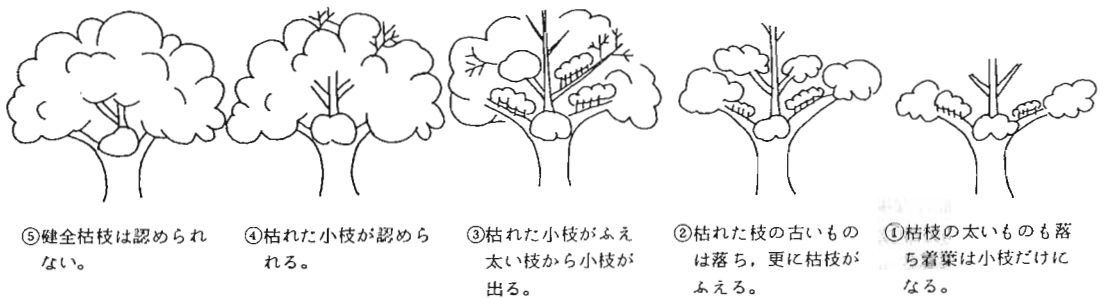 ⑤健全枯枝は認められ
ない。
④枯れた小枝が認めら
れる。
③枯れた小枝がふえ
太い枝から小枝が
出る。
②枯れた枝の古いもの
は落ち，更に枯枝が
ふえる。
①枯枝の太いものも落
ち着葉は小枝だけに
なる。